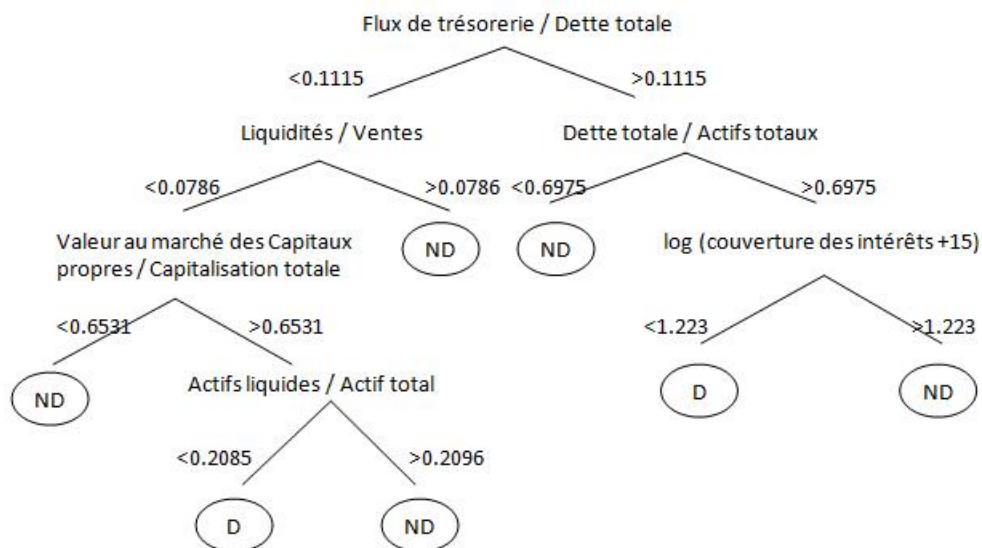 Flux de trésorerie / Dette totale
<0.1115
>0.1115
Liquidités / Ventes
Dette totale / Actifs totaux
<0.0786
>0.0786
<0.6975
>0.6975
Valeur au marché des Capitaux
propres / Capitalisation totale
ND
ND
log (couverture des intérêts +15)
<0.6531
>0.6531
<1.223
>1.223
ND
Actifs liquides / Actif total
D
ND
<0.2085
>0.2096
D
ND